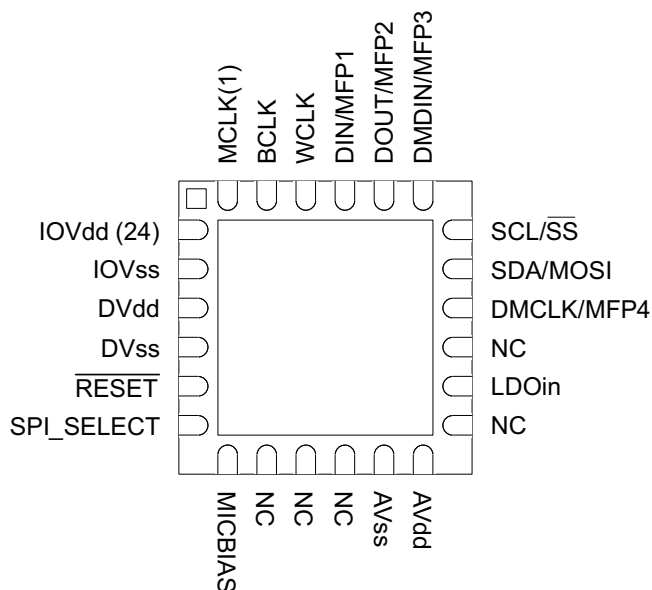 MCLK(1)
BCLK
WCLK
DIN/MFP1
DOUT/MFP2
DMDIN/MFP3
IOVdd (24)
IOVss
DVdd
DVss
RESET
SPI_SELECT
SCL/SS
SDA/MOSI
DMCLK/MFP4
NC
LDOin
NC
MICBIAS
NC
NC
NC
AVss
AVdd